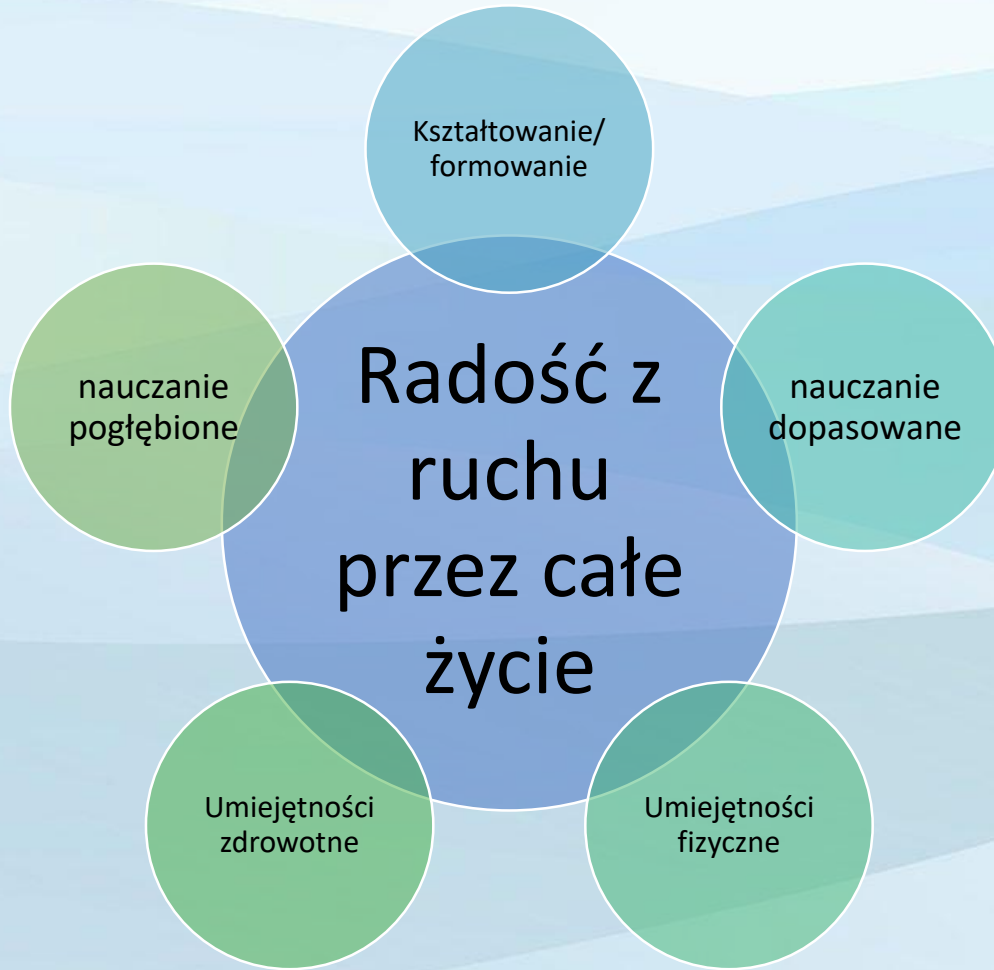 Kształtowanie/
formowanie
nauczanie
dopasowane
Umiejętności
fizyczne
Umiejętności
zdrowotne
nauczanie
pogłębione
Radość z
ruchu
przez całe
życie